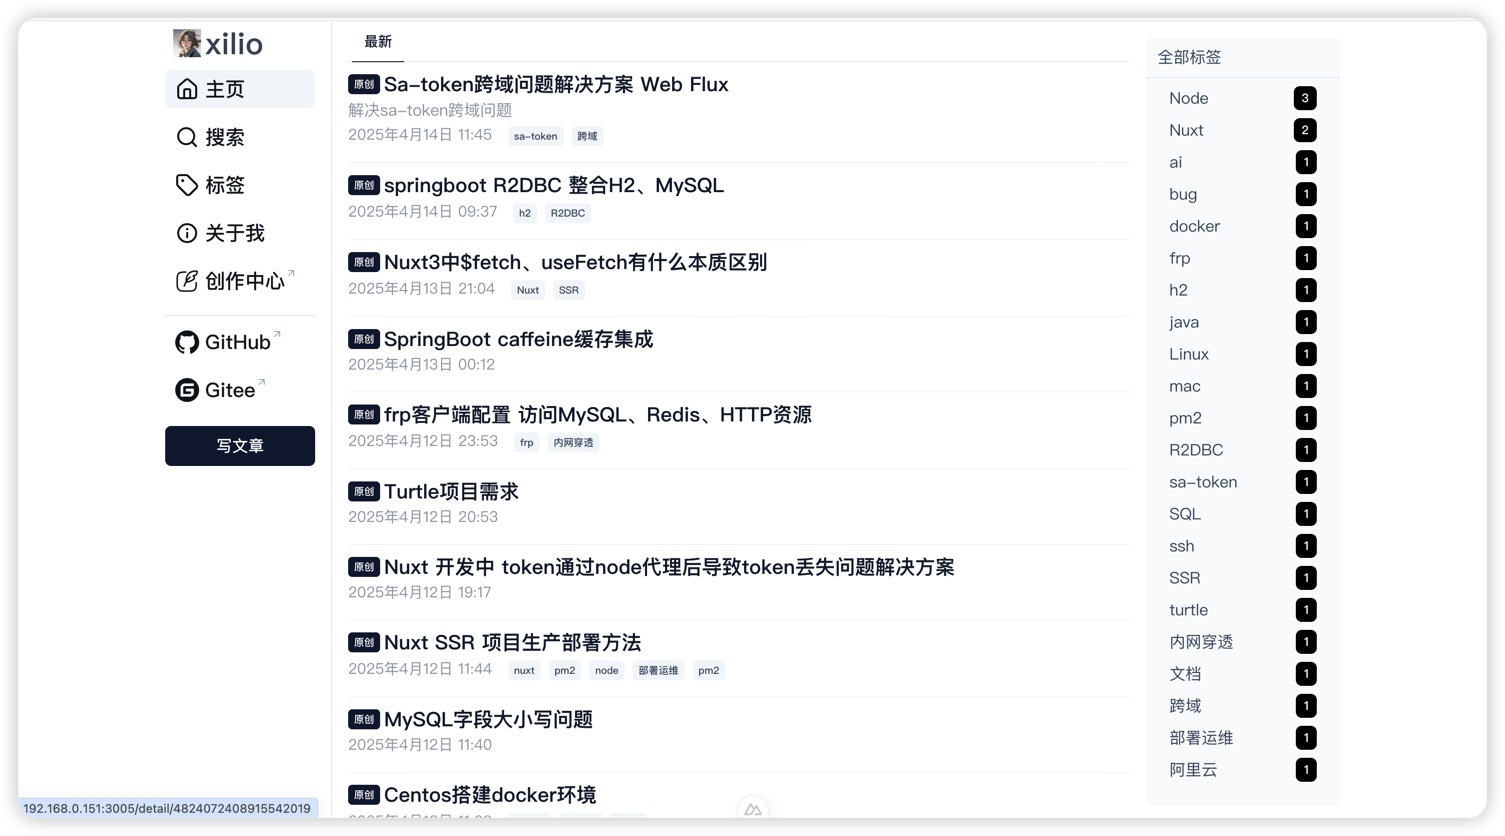 xilio
主页
搜索
标签
关于我
创作中心
GitHub
Gitee
写文章
最新
原创 Sa-token跨域问题解决方案 Web Flux
解决sa-token跨域问题
2025年4月14日 11:45 sa-token 跨域
原创 springboot R2DBC 整合H2、MySQL
2025年4月14日 09:37 h2 R2DBC
原创 Nuxt3中$fetch、useFetch有什么本质区别
2025年4月13日 21:04 Nuxt SSR
原创 SpringBoot caffeine缓存集成
2025年4月13日 00:12
原创 frp客户端配置 访问MySQL、Redis、HTTP资源
2025年4月12日 23:53 frp 内网穿透
原创 Turtle项目需求
2025年4月12日 20:53
原创 Nuxt 开发中 token通过node代理后导致token丢失问题解决方案
2025年4月12日 19:17
原创 Nuxt SSR 项目生产部署方法
2025年4月12日 11:44 nuxt pm2 node 部署运维 pm2
原创 MySQL字段大小写问题
2025年4月12日 11:40
原创 Centos搭建docker环境
全部标签
Node 3
Nuxt 2
ai 1
bug 1
docker 1
frp 1
h2 1
java 1
Linux 1
mac 1
pm2 1
R2DBC 1
sa-token 1
SQL 1
ssh 1
SSR 1
turtle 1
内网穿透 1
文档 1
跨域 1
部署运维 1
阿里云 1
192.168.0.151:3005/detail/4824072408915542019